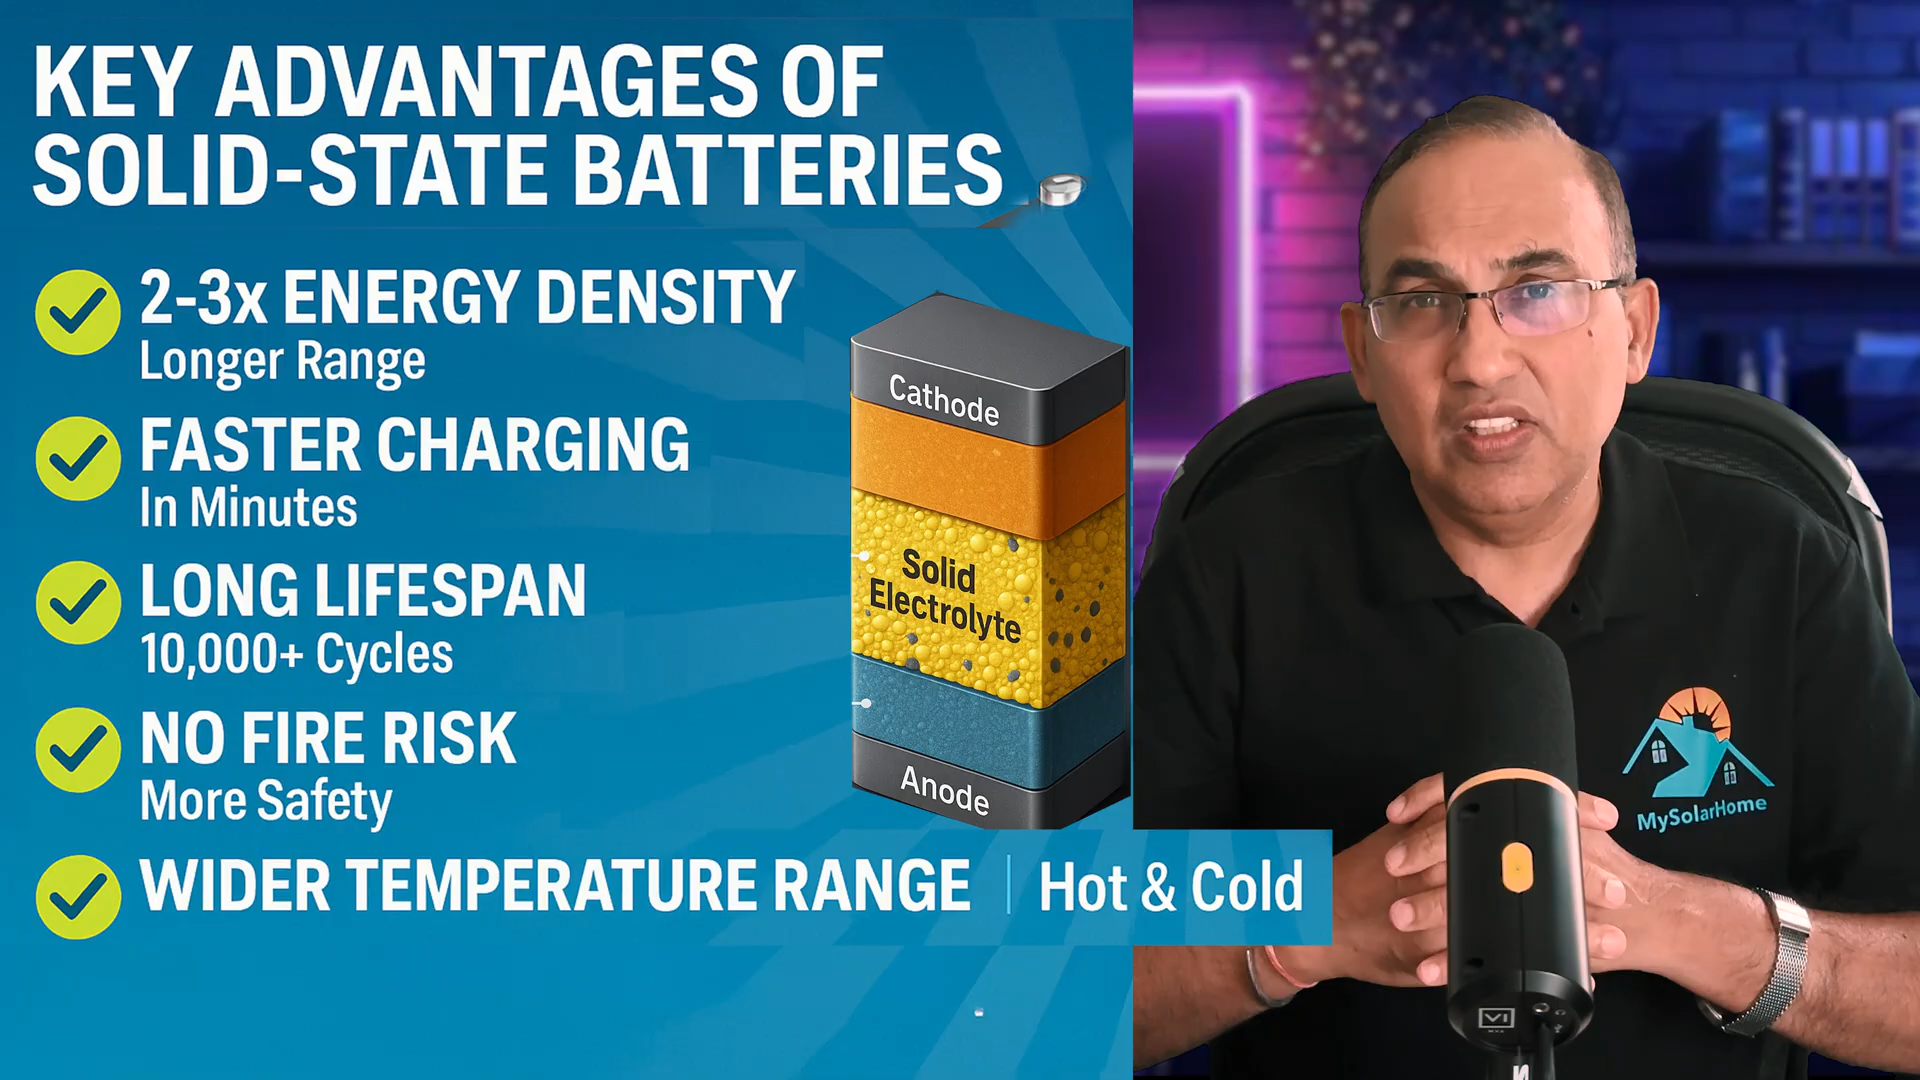 KEY ADVANTAGES OF
SOLID-STATE BATTERIES
2-3x ENERGY DENSITY
Longer Range
FASTER CHARGING
In Minutes
LONG LIFESPAN
10,000+ Cycles
NO FIRE RISK
More Safety
WIDER TEMPERATURE RANGE | Hot & Cold
Cathode
Solid
Electrolyte
Anode
MySolarHome